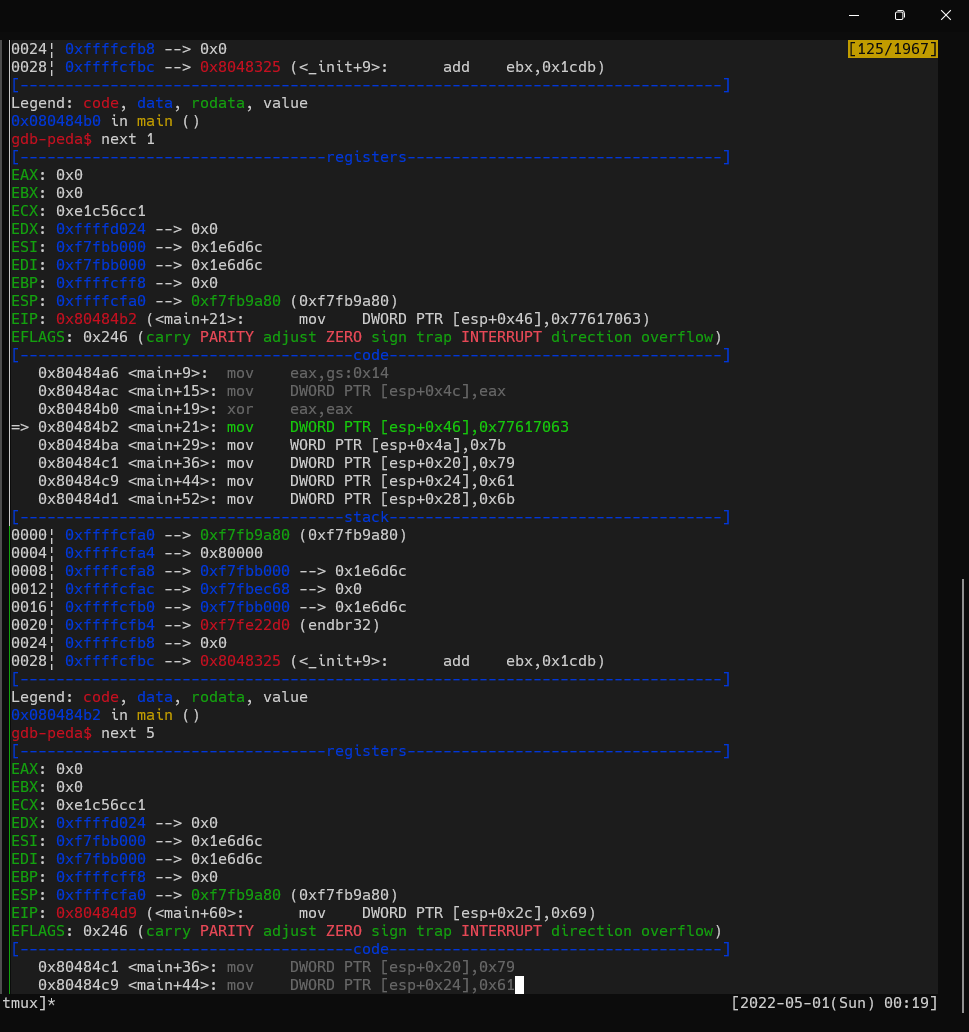 0024¦ 0xffffcfb8 --> 0x0
[125/1967]
0028¦ 0xffffcfbc --> 0x8048325 (<_init+9>:      add    ebx,0x1cdb)
[------------------------------------------------------------------------------]
Legend: code, data, rodata, value
0x080484b0 in main ()
gdb-peda$ next 1
[----------------------------------registers-----------------------------------]
EAX: 0x0
EBX: 0x0
ECX: 0xe1c56cc1
EDX: 0xffffd024 --> 0x0
ESI: 0xf7fbb000 --> 0x1e6d6c
EDI: 0xf7fbb000 --> 0x1e6d6c
EBP: 0xffffcff8 --> 0x0
ESP: 0xffffcfa0 --> 0xf7fb9a80 (0xf7fb9a80)
EIP: 0x80484b2 (<main+21>:      mov    DWORD PTR [esp+0x46],0x77617063)
EFLAGS: 0x246 (carry PARITY adjust ZERO sign trap INTERRUPT direction overflow)
[-------------------------------------code-------------------------------------]
   0x80484a6 <main+9>:  mov    eax,gs:0x14
   0x80484ac <main+15>: mov    DWORD PTR [esp+0x4c],eax
   0x80484b0 <main+19>: xor    eax,eax
=> 0x80484b2 <main+21>: mov    DWORD PTR [esp+0x46],0x77617063
   0x80484ba <main+29>: mov    WORD PTR [esp+0x4a],0x7b
   0x80484c1 <main+36>: mov    DWORD PTR [esp+0x20],0x79
   0x80484c9 <main+44>: mov    DWORD PTR [esp+0x24],0x61
   0x80484d1 <main+52>: mov    DWORD PTR [esp+0x28],0x6b
[------------------------------------stack-------------------------------------]
0000¦ 0xffffcfa0 --> 0xf7fb9a80 (0xf7fb9a80)
0004¦ 0xffffcfa4 --> 0x80000
0008¦ 0xffffcfa8 --> 0xf7fbb000 --> 0x1e6d6c
0012¦ 0xffffcfac --> 0xf7fbec68 --> 0x0
0016¦ 0xffffcfb0 --> 0xf7fbb000 --> 0x1e6d6c
0020¦ 0xffffcfb4 --> 0xf7fe22d0 (endbr32)
0024¦ 0xffffcfb8 --> 0x0
0028¦ 0xffffcfbc --> 0x8048325 (<_init+9>:      add    ebx,0x1cdb)
[------------------------------------------------------------------------------]
Legend: code, data, rodata, value
0x080484b2 in main ()
gdb-peda$ next 5
[----------------------------------registers-----------------------------------]
EAX: 0x0
EBX: 0x0
ECX: 0xe1c56cc1
EDX: 0xffffd024 --> 0x0
ESI: 0xf7fbb000 --> 0x1e6d6c
EDI: 0xf7fbb000 --> 0x1e6d6c
EBP: 0xffffcff8 --> 0x0
ESP: 0xffffcfa0 --> 0xf7fb9a80 (0xf7fb9a80)
EIP: 0x80484d9 (<main+60>:      mov    DWORD PTR [esp+0x2c],0x69)
EFLAGS: 0x246 (carry PARITY adjust ZERO sign trap INTERRUPT direction overflow)
[-------------------------------------code-------------------------------------]
   0x80484c1 <main+36>: mov    DWORD PTR [esp+0x20],0x79
   0x80484c9 <main+44>: mov    DWORD PTR [esp+0x24],0x61
tmux]*
[2022-05-01(Sun) 00:19]